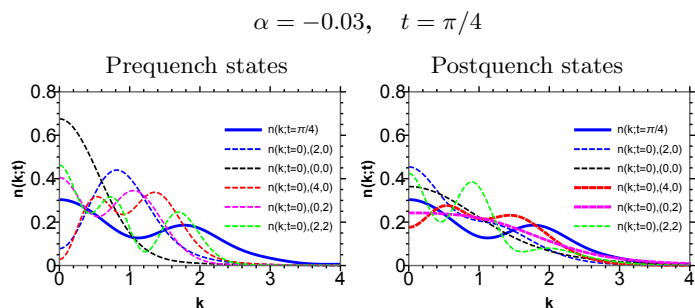 α = −0.03, t = π/4
Prequench states Postquench states
0.8 0.8
0.6 0.6
0.4 0.4
0.2 0.2
0 0
n(k;t) n(k;t)
n(k;t=π/4) n(k;t=π/4)
n(k;t=0),(2,0) n(k;t=0),(2,0)
n(k;t=0),(0,0) n(k;t=0),(0,0)
n(k;t=0),(4,0) n(k;t=0),(4,0)
n(k;t=0),(0,2) n(k;t=0),(0,2)
n(k;t=0),(2,2) n(k;t=0),(2,2)
0 1 2 3 4 0 1 2 3 4
k k